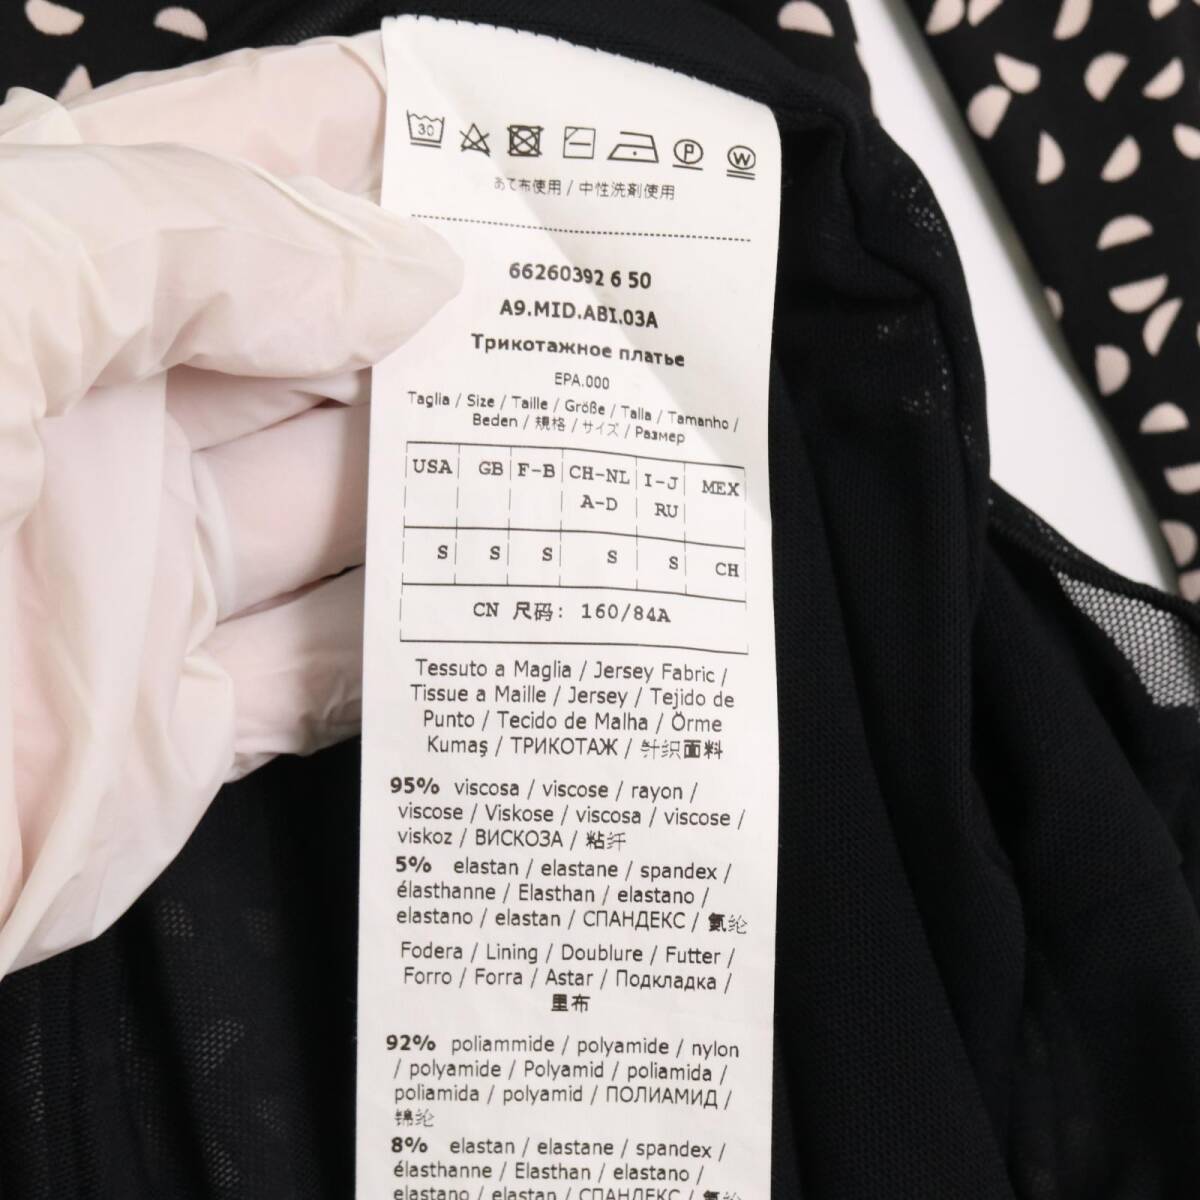 30
P
W
あて布使用 / 中性洗剤使用
66260392 6 50
A9.MID.ABI.03A
Трикотажное платье
EPA.000
Taglia / Size / Taille / Größe / Talla / Tamanho /
Beden / 規格 / サイズ / Размер
USA GB F-B CH-NL I-J MEX
A-D RU
S S S S S CH
CN 尺码: 160/84A
Tessuto a Maglia / Jersey Fabric /
Tissue a Maille / Jersey / Tejido de
Punto / Tecido de Malha / Örme
Kumaş / ТРИКОТАЖ / 针织面料
95% viscosa / viscose / rayon /
viscose / Viskose / viscosa / viscose /
viskoz / ВИСКОЗА / 粘纤
5% elastan / elastane / spandex /
élasthanne / Elasthan / elastano /
elastano / elastan / СПАНДЕКС / 氨纶
Fodera / Lining / Doublure / Futter /
Forro / Forra / Astar / Подкладка /
里布
92% poliammide / polyamide / nylon
/ polyamide / Polyamid / poliamida /
poliamida / polyamid / ПОЛИАМИД /
锦纶
8% elastan / elastane / spandex /
élasthanne / Elasthan / elastano /
elastano / elastan / СПАНДЕКС / 氨纶